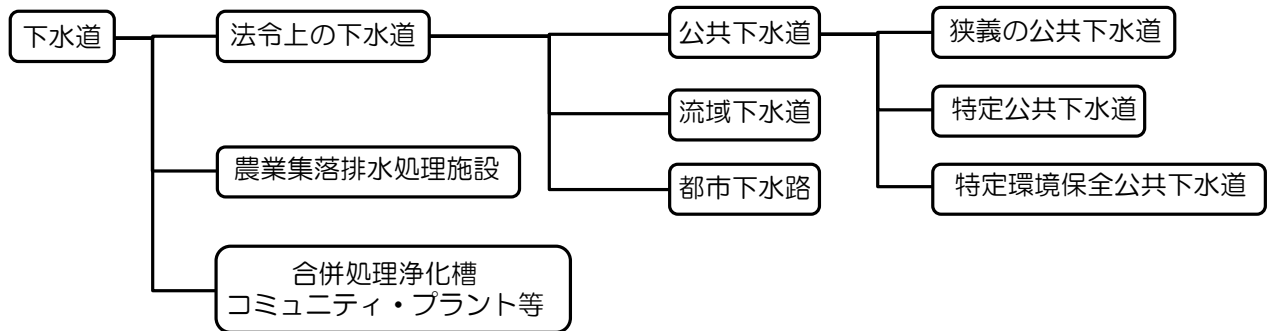 下水道
法令上の下水道
公共下水道
狭義の公共下水道
特定公共下水道
流域下水道
農業集落排水処理施設
都市下水路
特定環境保全公共下水道
合併処理浄化槽
コミュニティ・プラント等